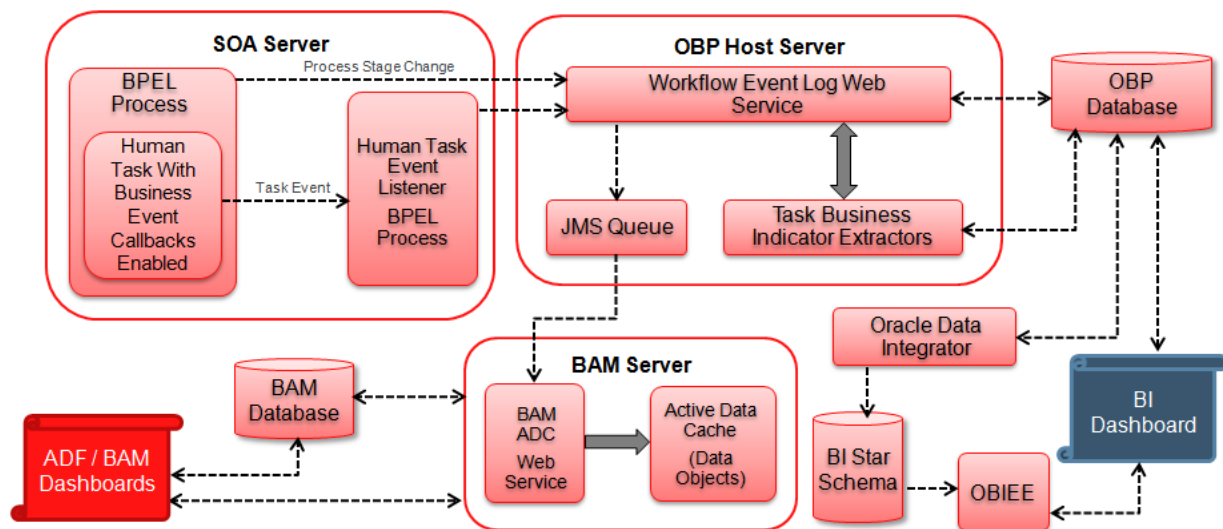 SOA Server
BPEL
Process
Human
Task With
Business
Event
Callbacks
Enabled
Process Stage Change
Task Event
Human Task
Event
Listener
BPEL
Process
OBP Host Server
Workflow Event Log Web
Service
JMS Queue
Task Business
Indicator Extractors
OBP
Database
Oracle Data
Integrator
BAM Server
BAM
ADC
Web
Service
Active Data
Cache
(Data
Objects)
BAM
Database
ADF / BAM
Dashboards
BI Star
Schema
OBIEE
BI
Dashboard